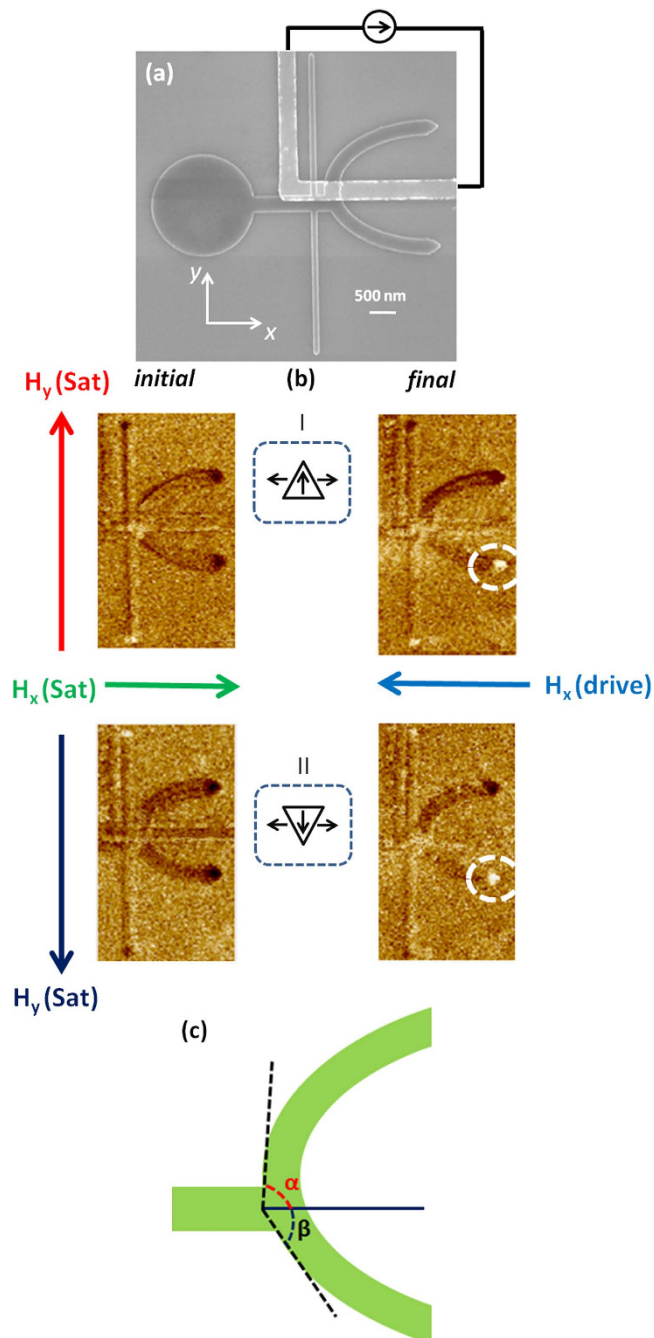 (a)
y
x
500 nm
initial (b) final
Hy(Sat)
I
Hx(Sat)
Hx(drive)
II
Hy(Sat)
(c)
α
β